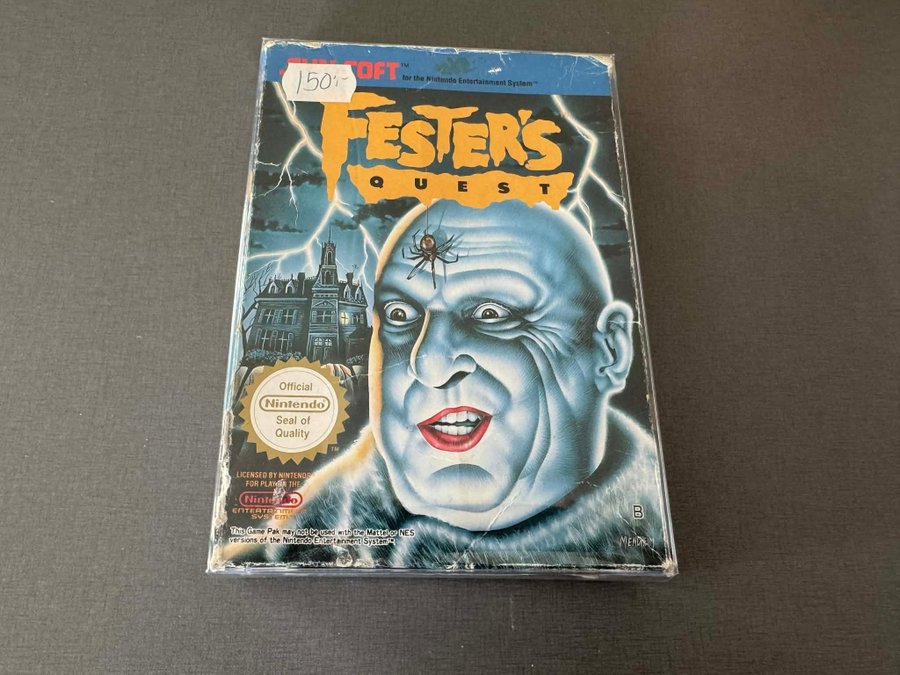 SUNSOFT™
for the Nintendo Entertainment System™
150:-
FESTER'S
QUEST
Official
Nintendo®
Seal of
Quality
TM
LICENSED BY NINTENDO
FOR PLAY ON THE
Nintendo
ENTERTAINMENT
SYSTEM
This Game Pak may not be used with the Mattel or NES
versions of the Nintendo Entertainment System™.
B